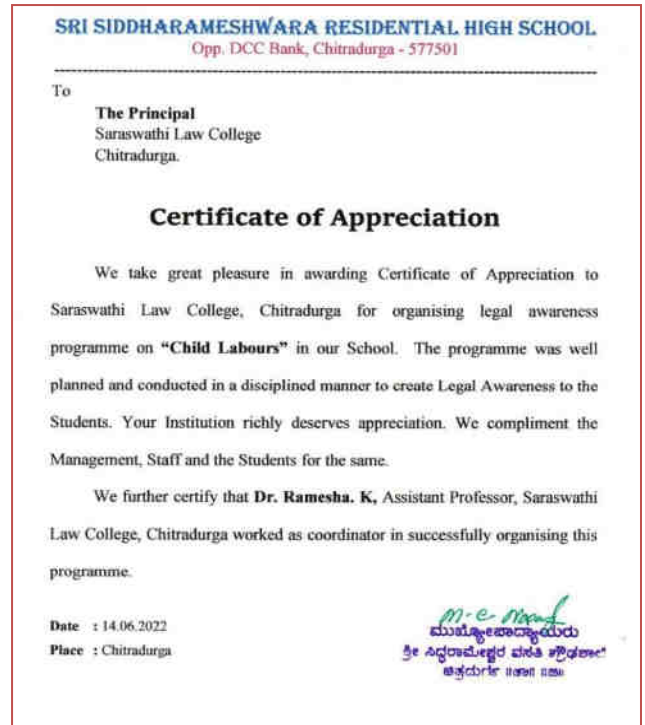 SRI SIDDHARAMESHWARA RESIDENTIAL HIGH SCHOOL
Opp. DCC Bank, Chitradurga - 577501
To
The Principal
Saraswathi Law College
Chitradurga.
Certificate of Appreciation
We take great pleasure in awarding Certificate of Appreciation to
Saraswathi Law College, Chitradurga for organising legal awareness
programme on “Child Labours” in our School. The programme was well
planned and conducted in a disciplined manner to create Legal Awareness to the
Students. Your Institution richly deserves appreciation. We compliment the
Management, Staff and the Students for the same.
We further certify that Dr. Ramesha. K, Assistant Professor, Saraswathi
Law College, Chitradurga worked as coordinator in successfully organising this
programme.
Date : 14.06.2022
Place : Chitradurga
ಮುಖ್ಯೋಪಾಧ್ಯಾಯರು
ಶ್ರೀ ಸಿದ್ಧರಾಮೇಶ್ವರ ವಸತಿ ಪ್ರೌಢಶಾಲೆ
ಚಿತ್ರದುರ್ಗ